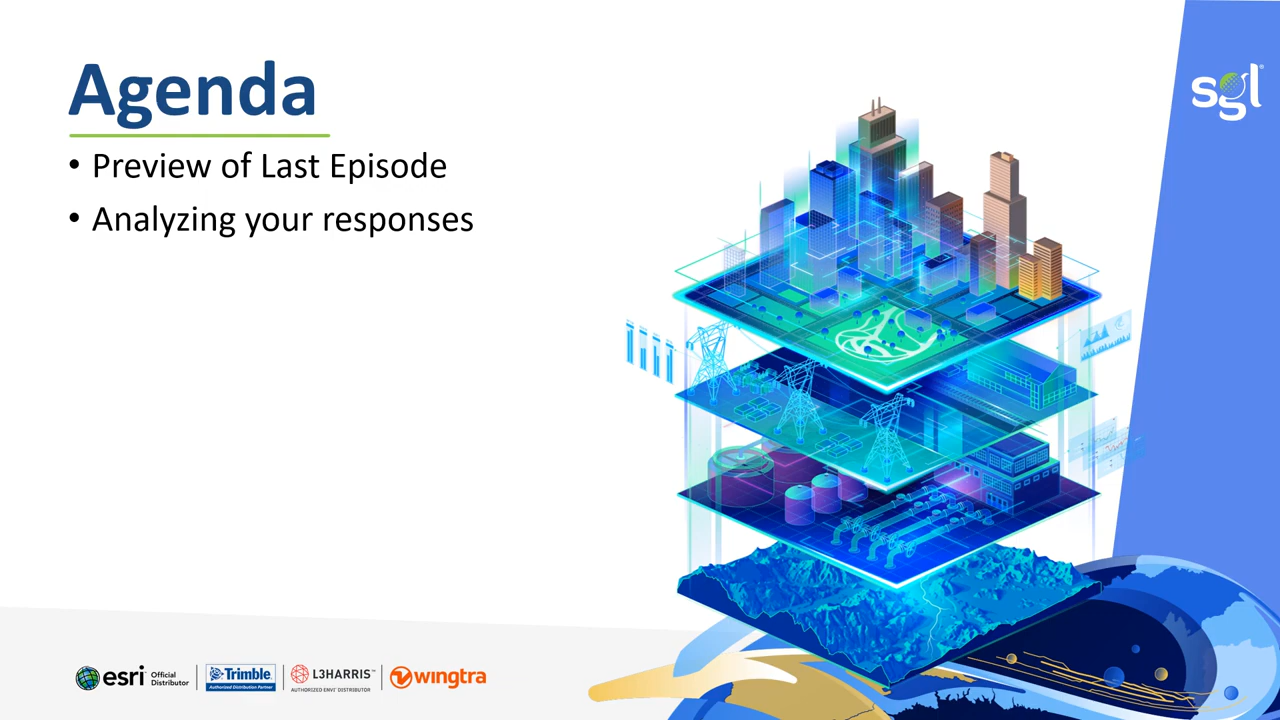 Agenda
• Preview of Last Episode
• Analyzing your responses
sgl®
esri Official Distributor
Trimble
Authorized Distribution Partner
L3HARRIS™
AUTHORIZED ENVI® DISTRIBUTOR
wingtra